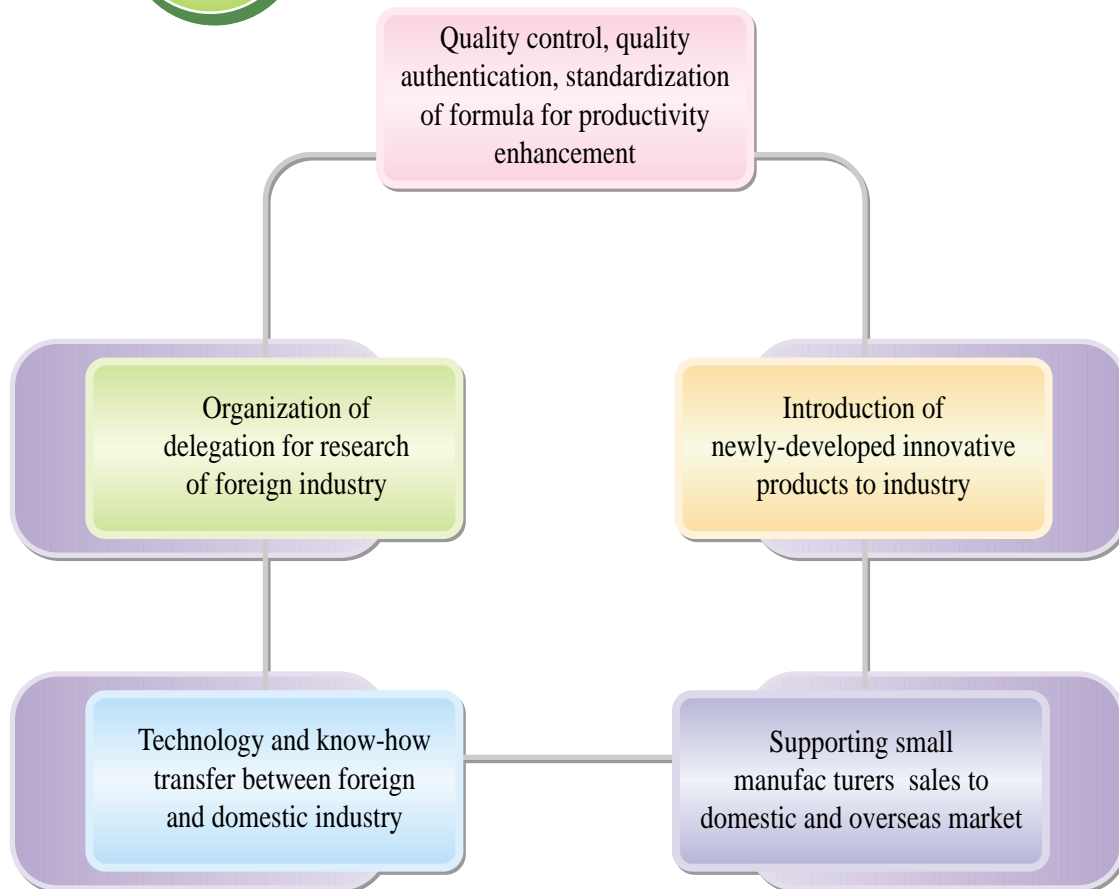 Quality control, quality
authentication, standardization
of formula for productivity
enhancement
Organization of
delegation for research
of foreign industry
Introduction of
newly-developed innovative
products to industry
Technology and know-how
transfer between foreign
and domestic industry
Supporting small
manufac turers  sales to
domestic and overseas market